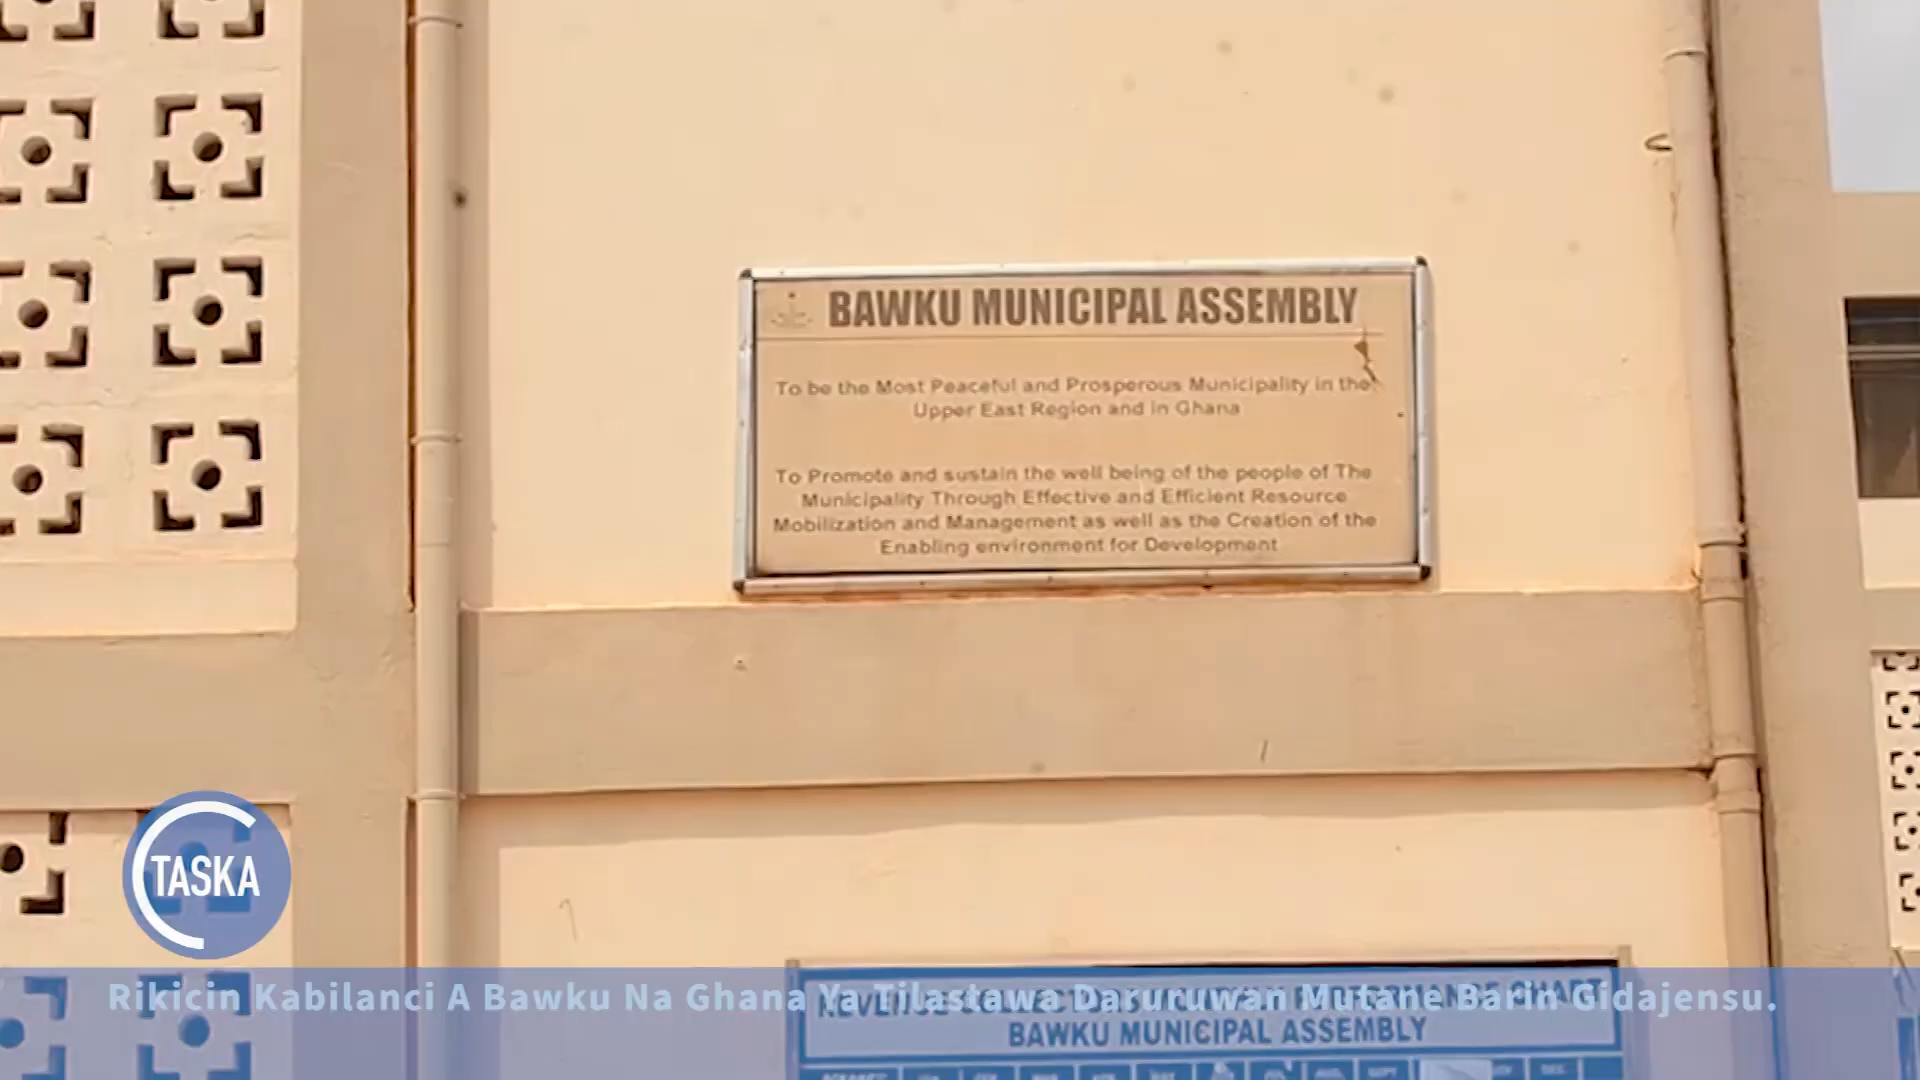 BAWKU MUNICIPAL ASSEMBLY
To be the Most Peaceful and Prosperous Municipality in the
Upper East Region and in Ghana
To Promote and sustain the well being of the people of The
Municipality Through Effective and Efficient Resource
Mobilization and Management as well as the Creation of the
Enabling environment for Development
TASKA
Rikicin Kabilanci A Bawku Na Ghana Ya Tilastawa Daruruwan Mutane Barin Gidajensu.
REVENUE PERFORMANCE CHART
BAWKU MUNICIPAL ASSEMBLY